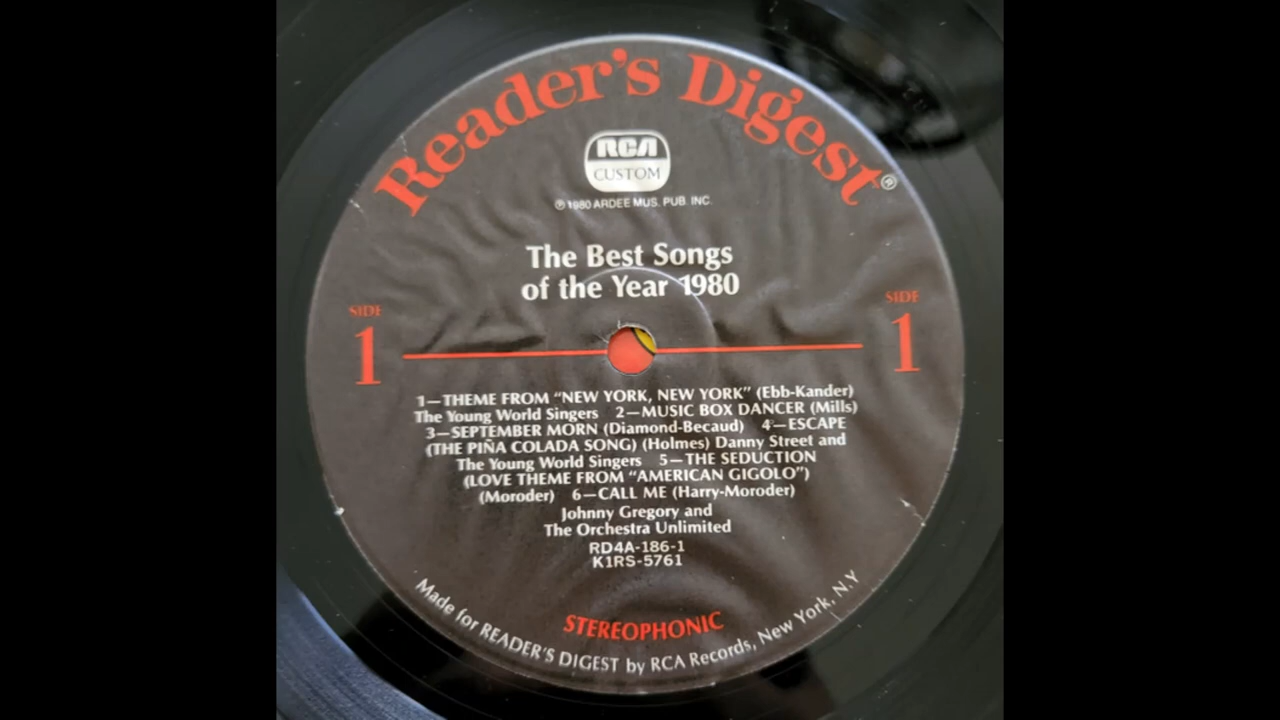 Reader's Digest®
RCA
CUSTOM
℗ 1980 ARDEE MUS. PUB. INC.
The Best Songs
of the Year 1980
SIDE
1
SIDE
1
1—THEME FROM “NEW YORK, NEW YORK” (Ebb-Kander)
The Young World Singers 2—MUSIC BOX DANCER (Mills)
3—SEPTEMBER MORN (Diamond-Becaud) 4—ESCAPE
(THE PIÑA COLADA SONG) (Holmes) Danny Street and
The Young World Singers 5—THE SEDUCTION
(LOVE THEME FROM “AMERICAN GIGOLO”)
(Moroder) 6—CALL ME (Harry-Moroder)
Johnny Gregory and
The Orchestra Unlimited
RD4A-186-1
K1RS-5761
STEREOPHONIC
Made for READER'S DIGEST by RCA Records, New York, N.Y